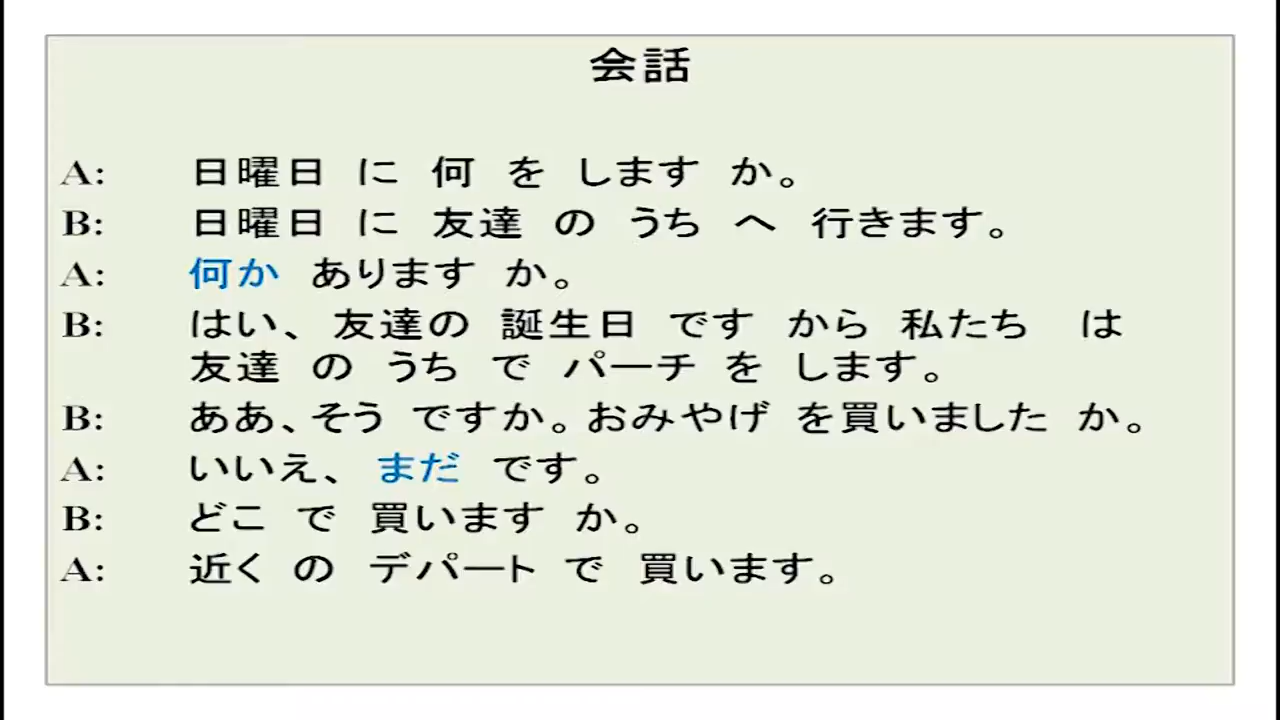 会話
A: 日曜日 に 何 を します か。
B: 日曜日 に 友達 の うち へ 行きます。
A: 何か あります か。
B: はい、 友達の 誕生日 です から 私たち は
友達 の うち で パーチ を します。
B: ああ、そう ですか。おみやげ を買いました か。
A: いいえ、 まだ です。
B: どこ で 買います か。
A: 近く の デパート で 買います。